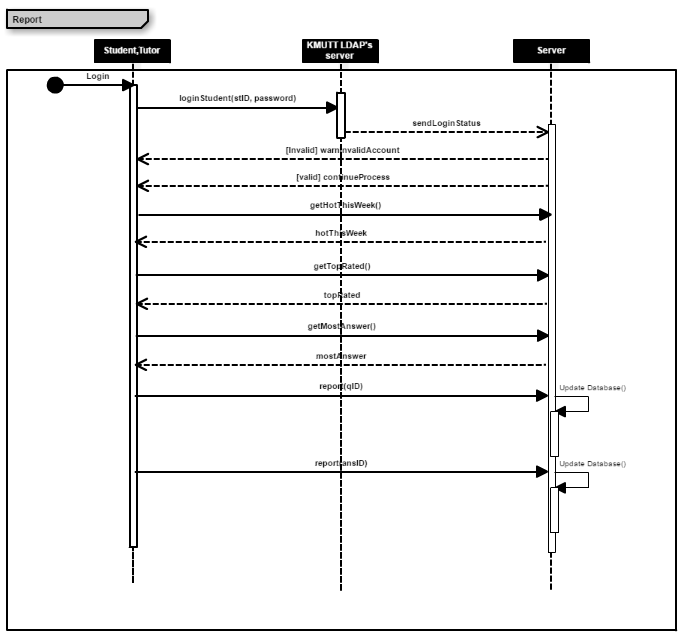 Report
Student,Tutor
KMUTT LDAP's
server
Server
Login
loginStudent(stID, password)
sendLoginStatus
[Invalid] warnInvalidAccount
[valid] continueProcess
getHotThisWeek()
hotThisWeek
getTopRated()
topRated
getMostAnswer()
mostAnswer
report(qID)
Update Database()
report(ansID)
Update Database()